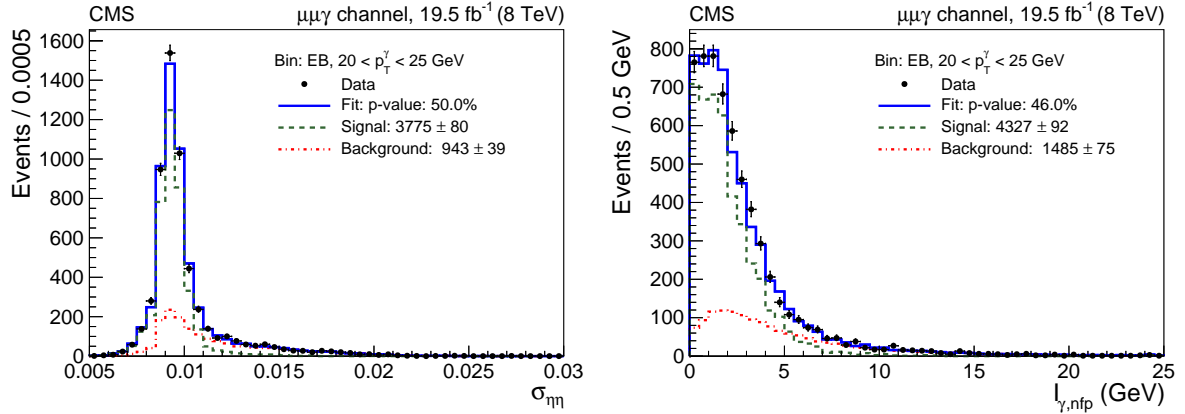 CMS μμγ channel, 19.5 fb⁻¹ (8 TeV)
Events / 0.0005
1600
1400
1200
1000
800
600
400
200
0
Bin: EB, 20 < p_T^γ < 25 GeV
Data
Fit: p-value: 50.0%
Signal: 3775 ± 80
Background: 943 ± 39
0.005 0.01 0.015 0.02 0.025 0.03
σ_ηη
CMS μμγ channel, 19.5 fb⁻¹ (8 TeV)
Events / 0.5 GeV
800
700
600
500
400
300
200
100
0
Bin: EB, 20 < p_T^γ < 25 GeV
Data
Fit: p-value: 46.0%
Signal: 4327 ± 92
Background: 1485 ± 75
0 5 10 15 20 25
I_γ,nfp (GeV)